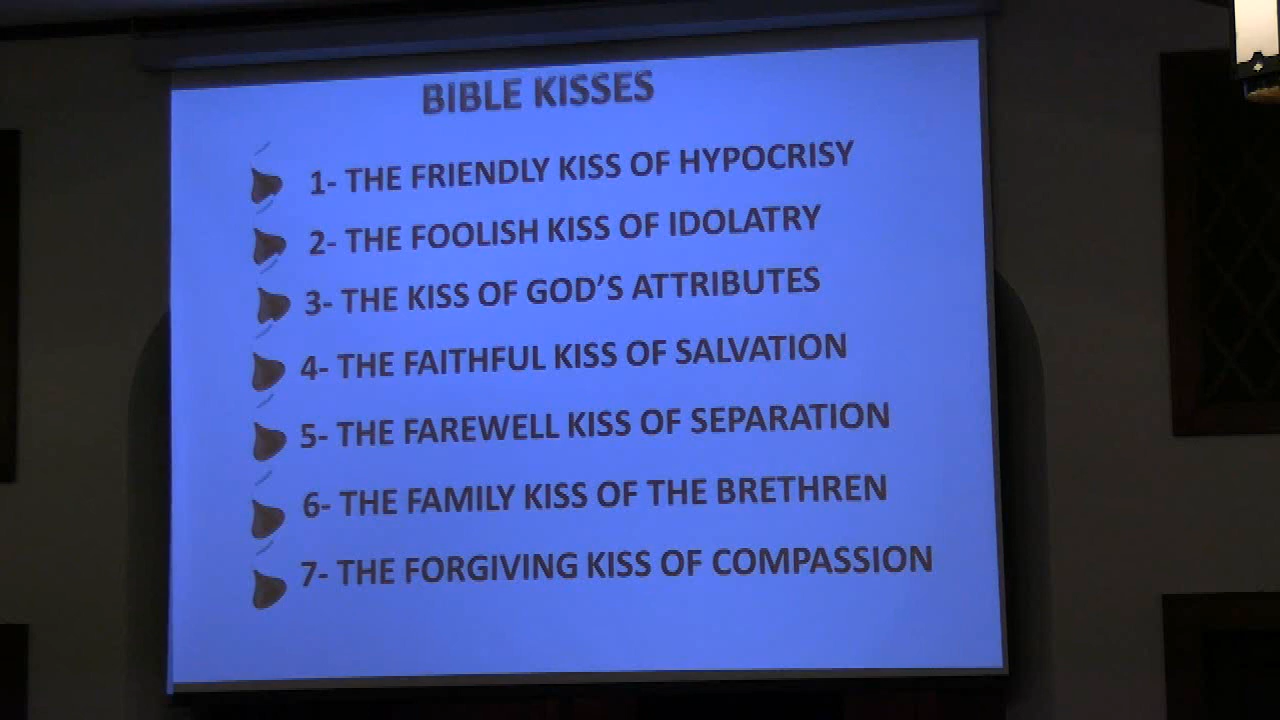 BIBLE KISSES
1- THE FRIENDLY KISS OF HYPOCRISY
2- THE FOOLISH KISS OF IDOLATRY
3- THE KISS OF GOD'S ATTRIBUTES
4- THE FAITHFUL KISS OF SALVATION
5- THE FAREWELL KISS OF SEPARATION
6- THE FAMILY KISS OF THE BRETHREN
7- THE FORGIVING KISS OF COMPASSION